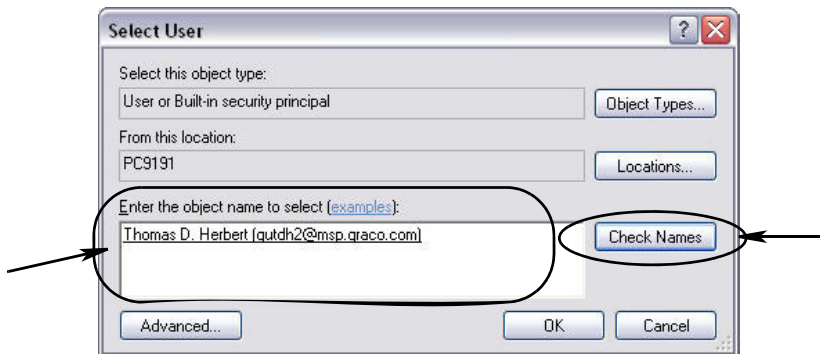 Select User
Select this object type:
User or Built-in security principal
Object Types...
From this location:
PC9191
Locations...
Enter the object name to select (examples):
Thomas D. Herbert (gutdh2@msp.graco.com)
Check Names
Advanced...
OK
Cancel